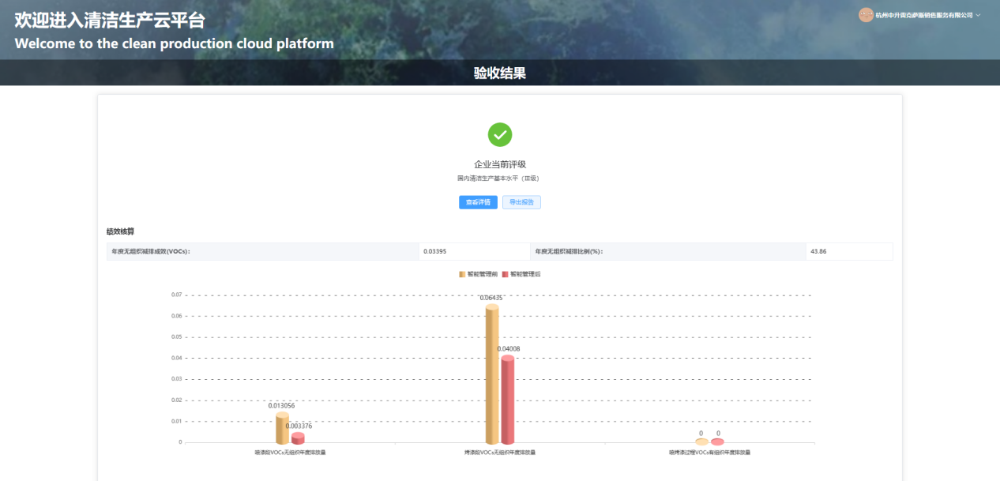 欢迎进入清洁生产云平台
Welcome to the clean production cloud platform
杭州中升雷克萨斯销售服务有限公司
验收结果
企业当前评级
国内清洁生产基本水平（III级）
查看详情 导出报告
绩效核算
年度无组织减排成效(VOCs): 0.03395 年度无组织减排比例(%): 43.86
智能管理前 智能管理后
0.07
0.06435
0.06
0.05
0.04008
0.04
0.03
0.02
0.013056
0.01
0.003376
0 0
0
喷漆段VOCs无组织年度排放量 烤漆段VOCs无组织年度排放量 喷烤漆过程VOCs有组织年度排放量